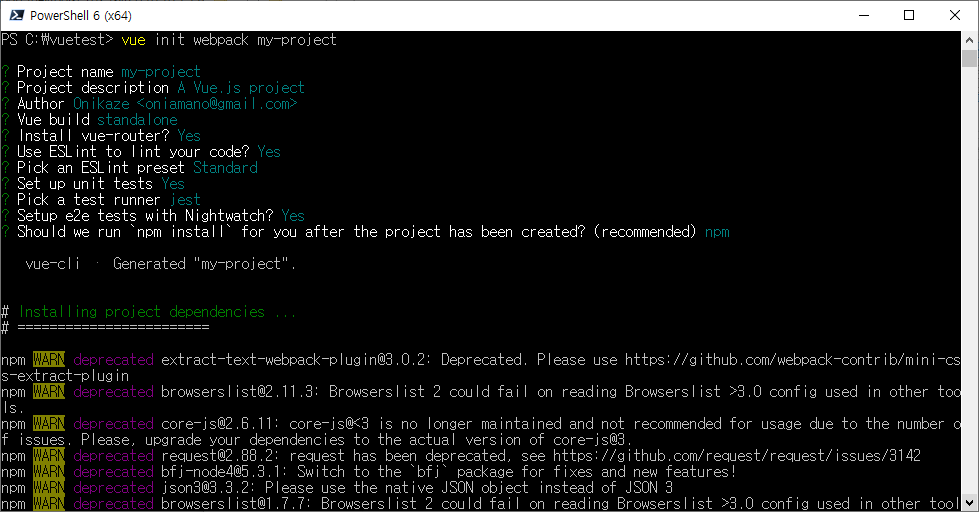 PowerShell 6 (x64)
PS C:\vuetest> vue init webpack my-project
? Project name my-project
? Project description A Vue.js project
? Author Onikaze <oniamano@gmail.com>
? Vue build standalone
? Install vue-router? Yes
? Use ESLint to lint your code? Yes
? Pick an ESLint preset Standard
? Set up unit tests Yes
? Pick a test runner jest
? Setup e2e tests with Nightwatch? Yes
? Should we run `npm install` for you after the project has been created? (recommended) npm
vue-cli · Generated "my-project".
# Installing project dependencies ...
# ========================
npm WARN deprecated extract-text-webpack-plugin@3.0.2: Deprecated. Please use https://github.com/webpack-contrib/mini-cs
s-extract-plugin
npm WARN deprecated browserslist@2.11.3: Browserslist 2 could fail on reading Browserslist >3.0 config used in other too
ls.
npm WARN deprecated core-js@2.6.11: core-js@<3 is no longer maintained and not recommended for usage due to the number o
f issues. Please, upgrade your dependencies to the actual version of core-js@3.
npm WARN deprecated request@2.88.2: request has been deprecated, see https://github.com/request/request/issues/3142
npm WARN deprecated bfj-node4@5.3.1: Switch to the `bfj` package for fixes and new features!
npm WARN deprecated json3@3.3.2: Please use the native JSON object instead of JSON 3
npm WARN deprecated browserslist@1.7.7: Browserslist 2 could fail on reading Browserslist >3.0 config used in other tool